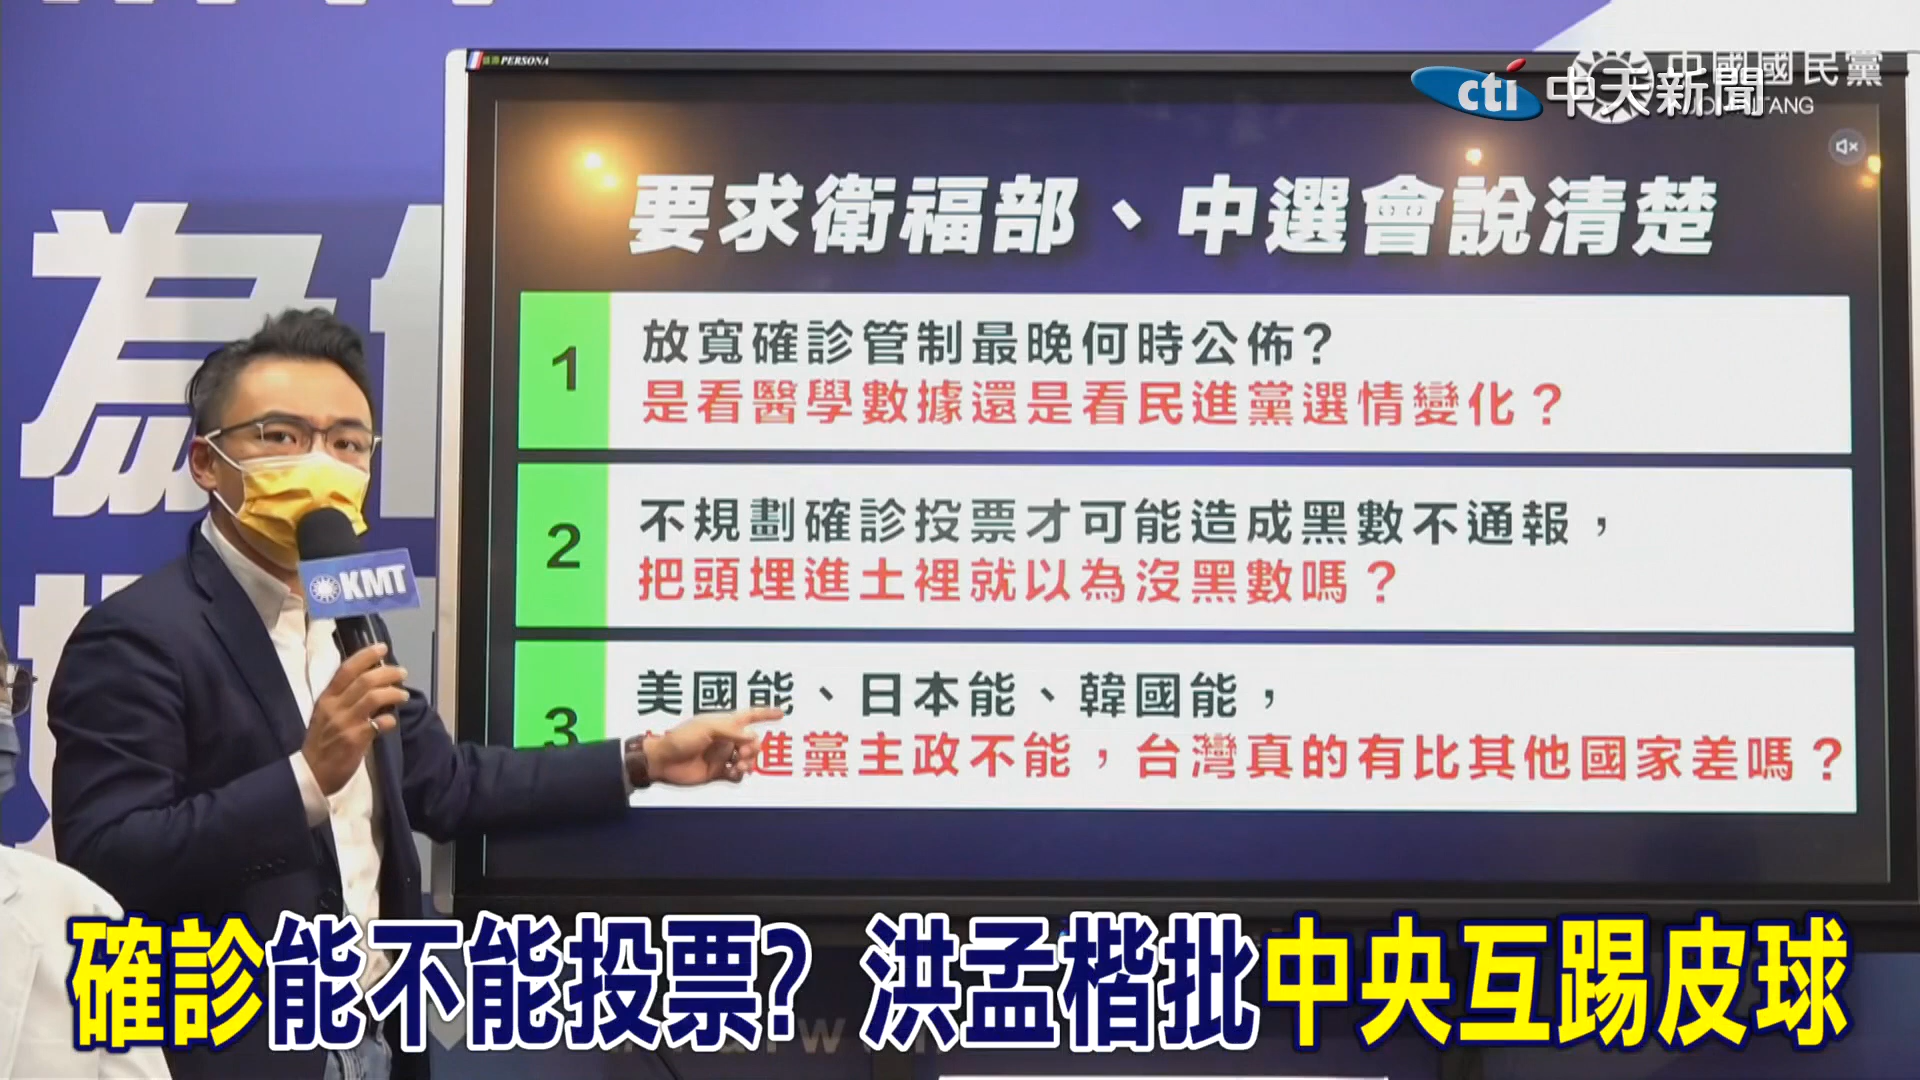 PERSONA
cti 中天新聞
中國國民黨
要求衛福部、中選會說清楚
1
放寬確診管制最晚何時公佈？
是看醫學數據還是看民進黨選情變化？
2
不規劃確診投票才可能造成黑數不通報，
把頭埋進土裡就以為沒黑數嗎？
3
美國能、日本能、韓國能，
進黨主政不能，台灣真的有比其他國家差嗎？
KMT
為
確診能不能投票? 洪孟楷批中央互踢皮球